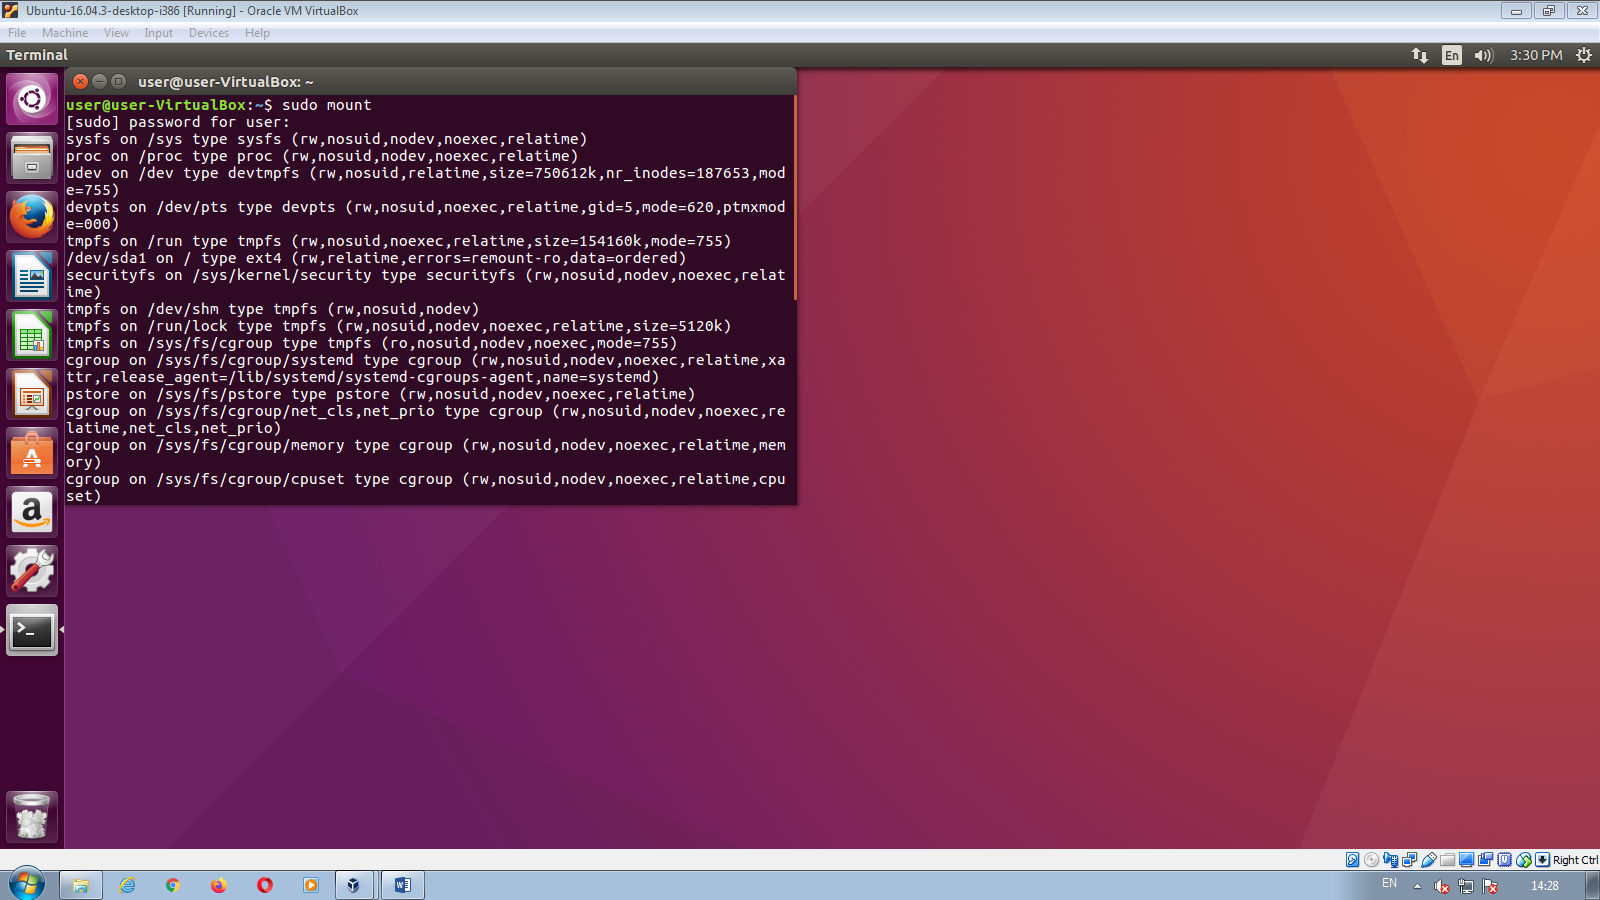 Ubuntu-16.04.3-desktop-i386 [Running] - Oracle VM VirtualBox
File Machine View Input Devices Help
Terminal
En
3:30 PM
user@user-VirtualBox: ~
user@user-VirtualBox:~$ sudo mount
[sudo] password for user:
sysfs on /sys type sysfs (rw,nosuid,nodev,noexec,relatime)
proc on /proc type proc (rw,nosuid,nodev,noexec,relatime)
udev on /dev type devtmpfs (rw,nosuid,relatime,size=750612k,nr_inodes=187653,mod
e=755)
devpts on /dev/pts type devpts (rw,nosuid,noexec,relatime,gid=5,mode=620,ptmxmod
e=000)
tmpfs on /run type tmpfs (rw,nosuid,noexec,relatime,size=154160k,mode=755)
/dev/sda1 on / type ext4 (rw,relatime,errors=remount-ro,data=ordered)
securityfs on /sys/kernel/security type securityfs (rw,nosuid,nodev,noexec,relat
ime)
tmpfs on /dev/shm type tmpfs (rw,nosuid,nodev)
tmpfs on /run/lock type tmpfs (rw,nosuid,nodev,noexec,relatime,size=5120k)
tmpfs on /sys/fs/cgroup type tmpfs (ro,nosuid,nodev,noexec,mode=755)
cgroup on /sys/fs/cgroup/systemd type cgroup (rw,nosuid,nodev,noexec,relatime,xa
ttr,release_agent=/lib/systemd/systemd-cgroups-agent,name=systemd)
pstore on /sys/fs/pstore type pstore (rw,nosuid,nodev,noexec,relatime)
cgroup on /sys/fs/cgroup/net_cls,net_prio type cgroup (rw,nosuid,nodev,noexec,re
latime,net_cls,net_prio)
cgroup on /sys/fs/cgroup/memory type cgroup (rw,nosuid,nodev,noexec,relatime,mem
ory)
cgroup on /sys/fs/cgroup/cpuset type cgroup (rw,nosuid,nodev,noexec,relatime,cpu
set)
Right Ctrl
EN
14:28